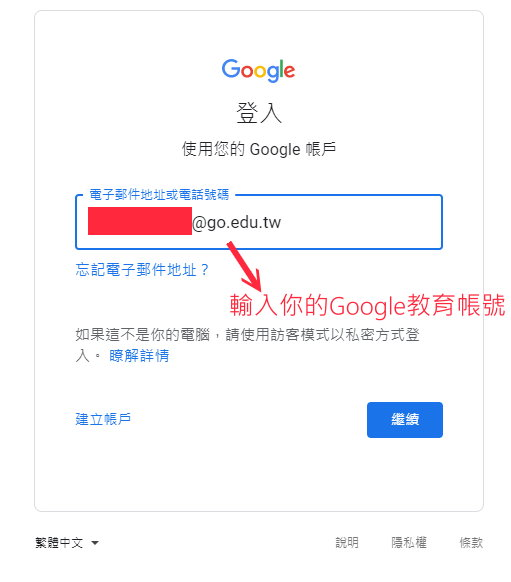 Google
登入
使用您的 Google 帳戶
電子郵件地址或電話號碼
@go.edu.tw
忘記電子郵件地址？
輸入你的Google教育帳號
如果這不是你的電腦，請使用訪客模式以私密方式登
入。 瞭解詳情
建立帳戶 繼續
繁體中文 說明 隱私權 條款